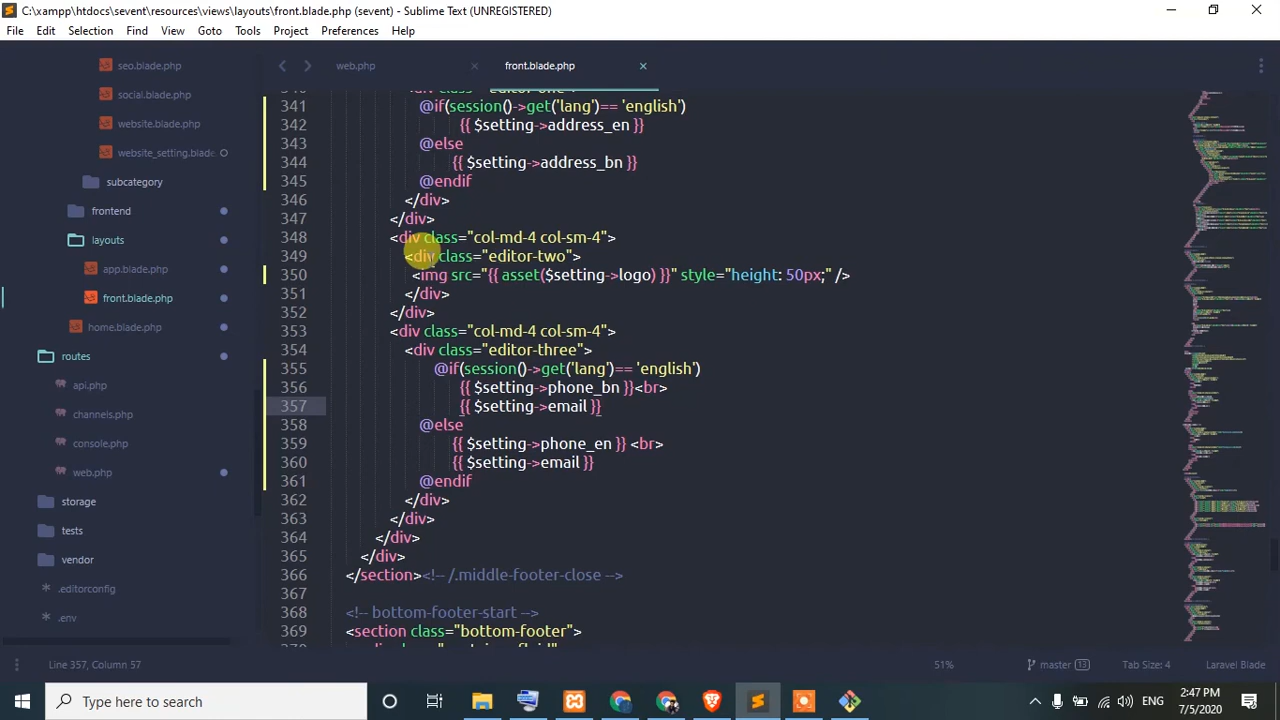 C:\xampp\htdocs\sevent\resources\views\layouts\front.blade.php (sevent) - Sublime Text (UNREGISTERED)
File Edit Selection Find View Goto Tools Project Preferences Help
seo.blade.php
social.blade.php
website.blade.php
website_setting.blade
subcategory
frontend
layouts
app.blade.php
front.blade.php
home.blade.php
routes
api.php
channels.php
console.php
web.php
storage
tests
vendor
.editorconfig
.env
web.php × front.blade.php ×
341 @if(session()->get('lang')== 'english')
342 {{ $setting->address_en }}
343 @else
344 {{ $setting->address_bn }}
345 @endif
346 </div>
347 </div>
348 <div class="col-md-4 col-sm-4">
349 <div class="editor-two">
350 <img src="{{ asset($setting->logo) }}" style="height: 50px;" />
351 </div>
352 </div>
353 <div class="col-md-4 col-sm-4">
354 <div class="editor-three">
355 @if(session()->get('lang')== 'english')
356 {{ $setting->phone_bn }}<br>
357 {{ $setting->email }}
358 @else
359 {{ $setting->phone_en }} <br>
360 {{ $setting->email }}
361 @endif
362 </div>
363 </div>
364 </div>
365 </div>
366 </section><!-- /.middle-footer-close -->
367
368 <!-- bottom-footer-start -->
369 <section class="bottom-footer">
Line 357, Column 57 51% master 13 Tab Size: 4 Laravel Blade
Type here to search
ENG
2:47 PM
7/5/2020